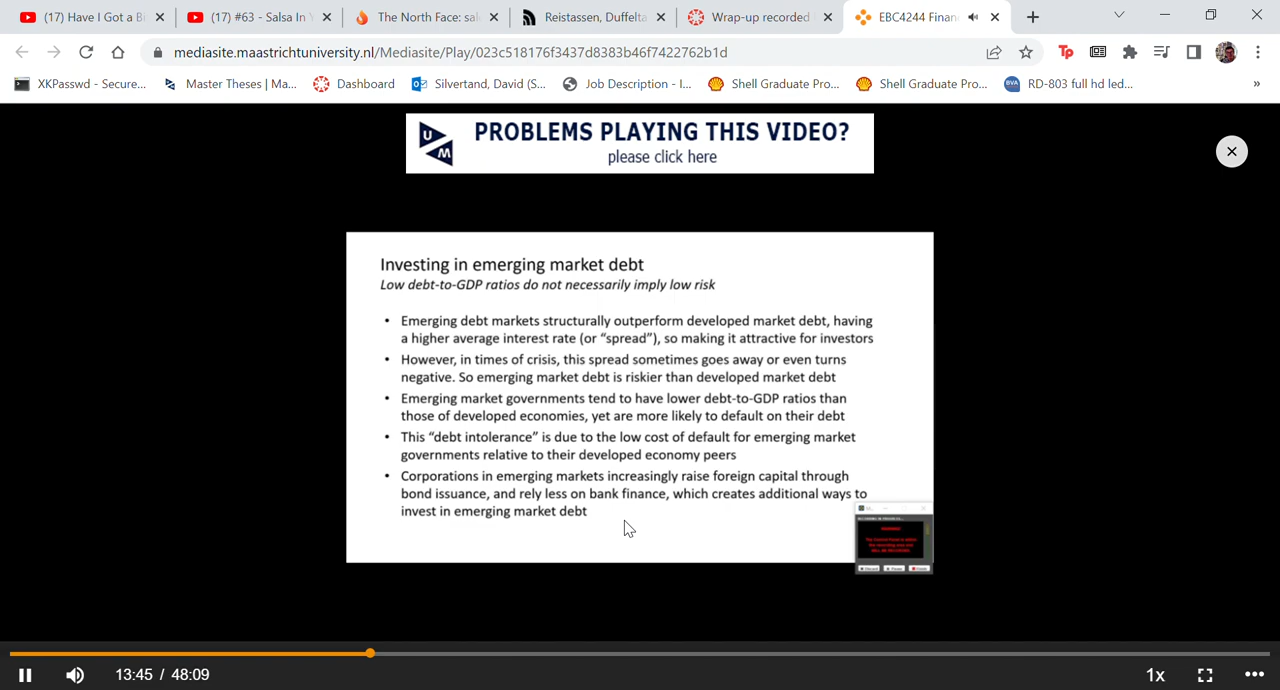 (17) Have I Got a Bi
(17) #63 - Salsa In Y
The North Face: sal
Reistassen, Duffelta
Wrap-up recorded
EBC4244 Finan
mediasite.maastrichtuniversity.nl/Mediasite/Play/023c518176f3437d8383b46f7422762b1d
Tp
XKPasswd - Secure...
Master Theses | Ma...
Dashboard
Silvertand, David (S...
Job Description - I...
Shell Graduate Pro...
Shell Graduate Pro...
BVA
RD-803 full hd led...
»
U
M
PROBLEMS PLAYING THIS VIDEO?
please click here
Investing in emerging market debt
Low debt-to-GDP ratios do not necessarily imply low risk
• Emerging debt markets structurally outperform developed market debt, having
a higher average interest rate (or “spread”), so making it attractive for investors
• However, in times of crisis, this spread sometimes goes away or even turns
negative. So emerging market debt is riskier than developed market debt
• Emerging market governments tend to have lower debt-to-GDP ratios than
those of developed economies, yet are more likely to default on their debt
• This “debt intolerance” is due to the low cost of default for emerging market
governments relative to their developed economy peers
• Corporations in emerging markets increasingly raise foreign capital through
bond issuance, and rely less on bank finance, which creates additional ways to
invest in emerging market debt
13:45 / 48:09
1x